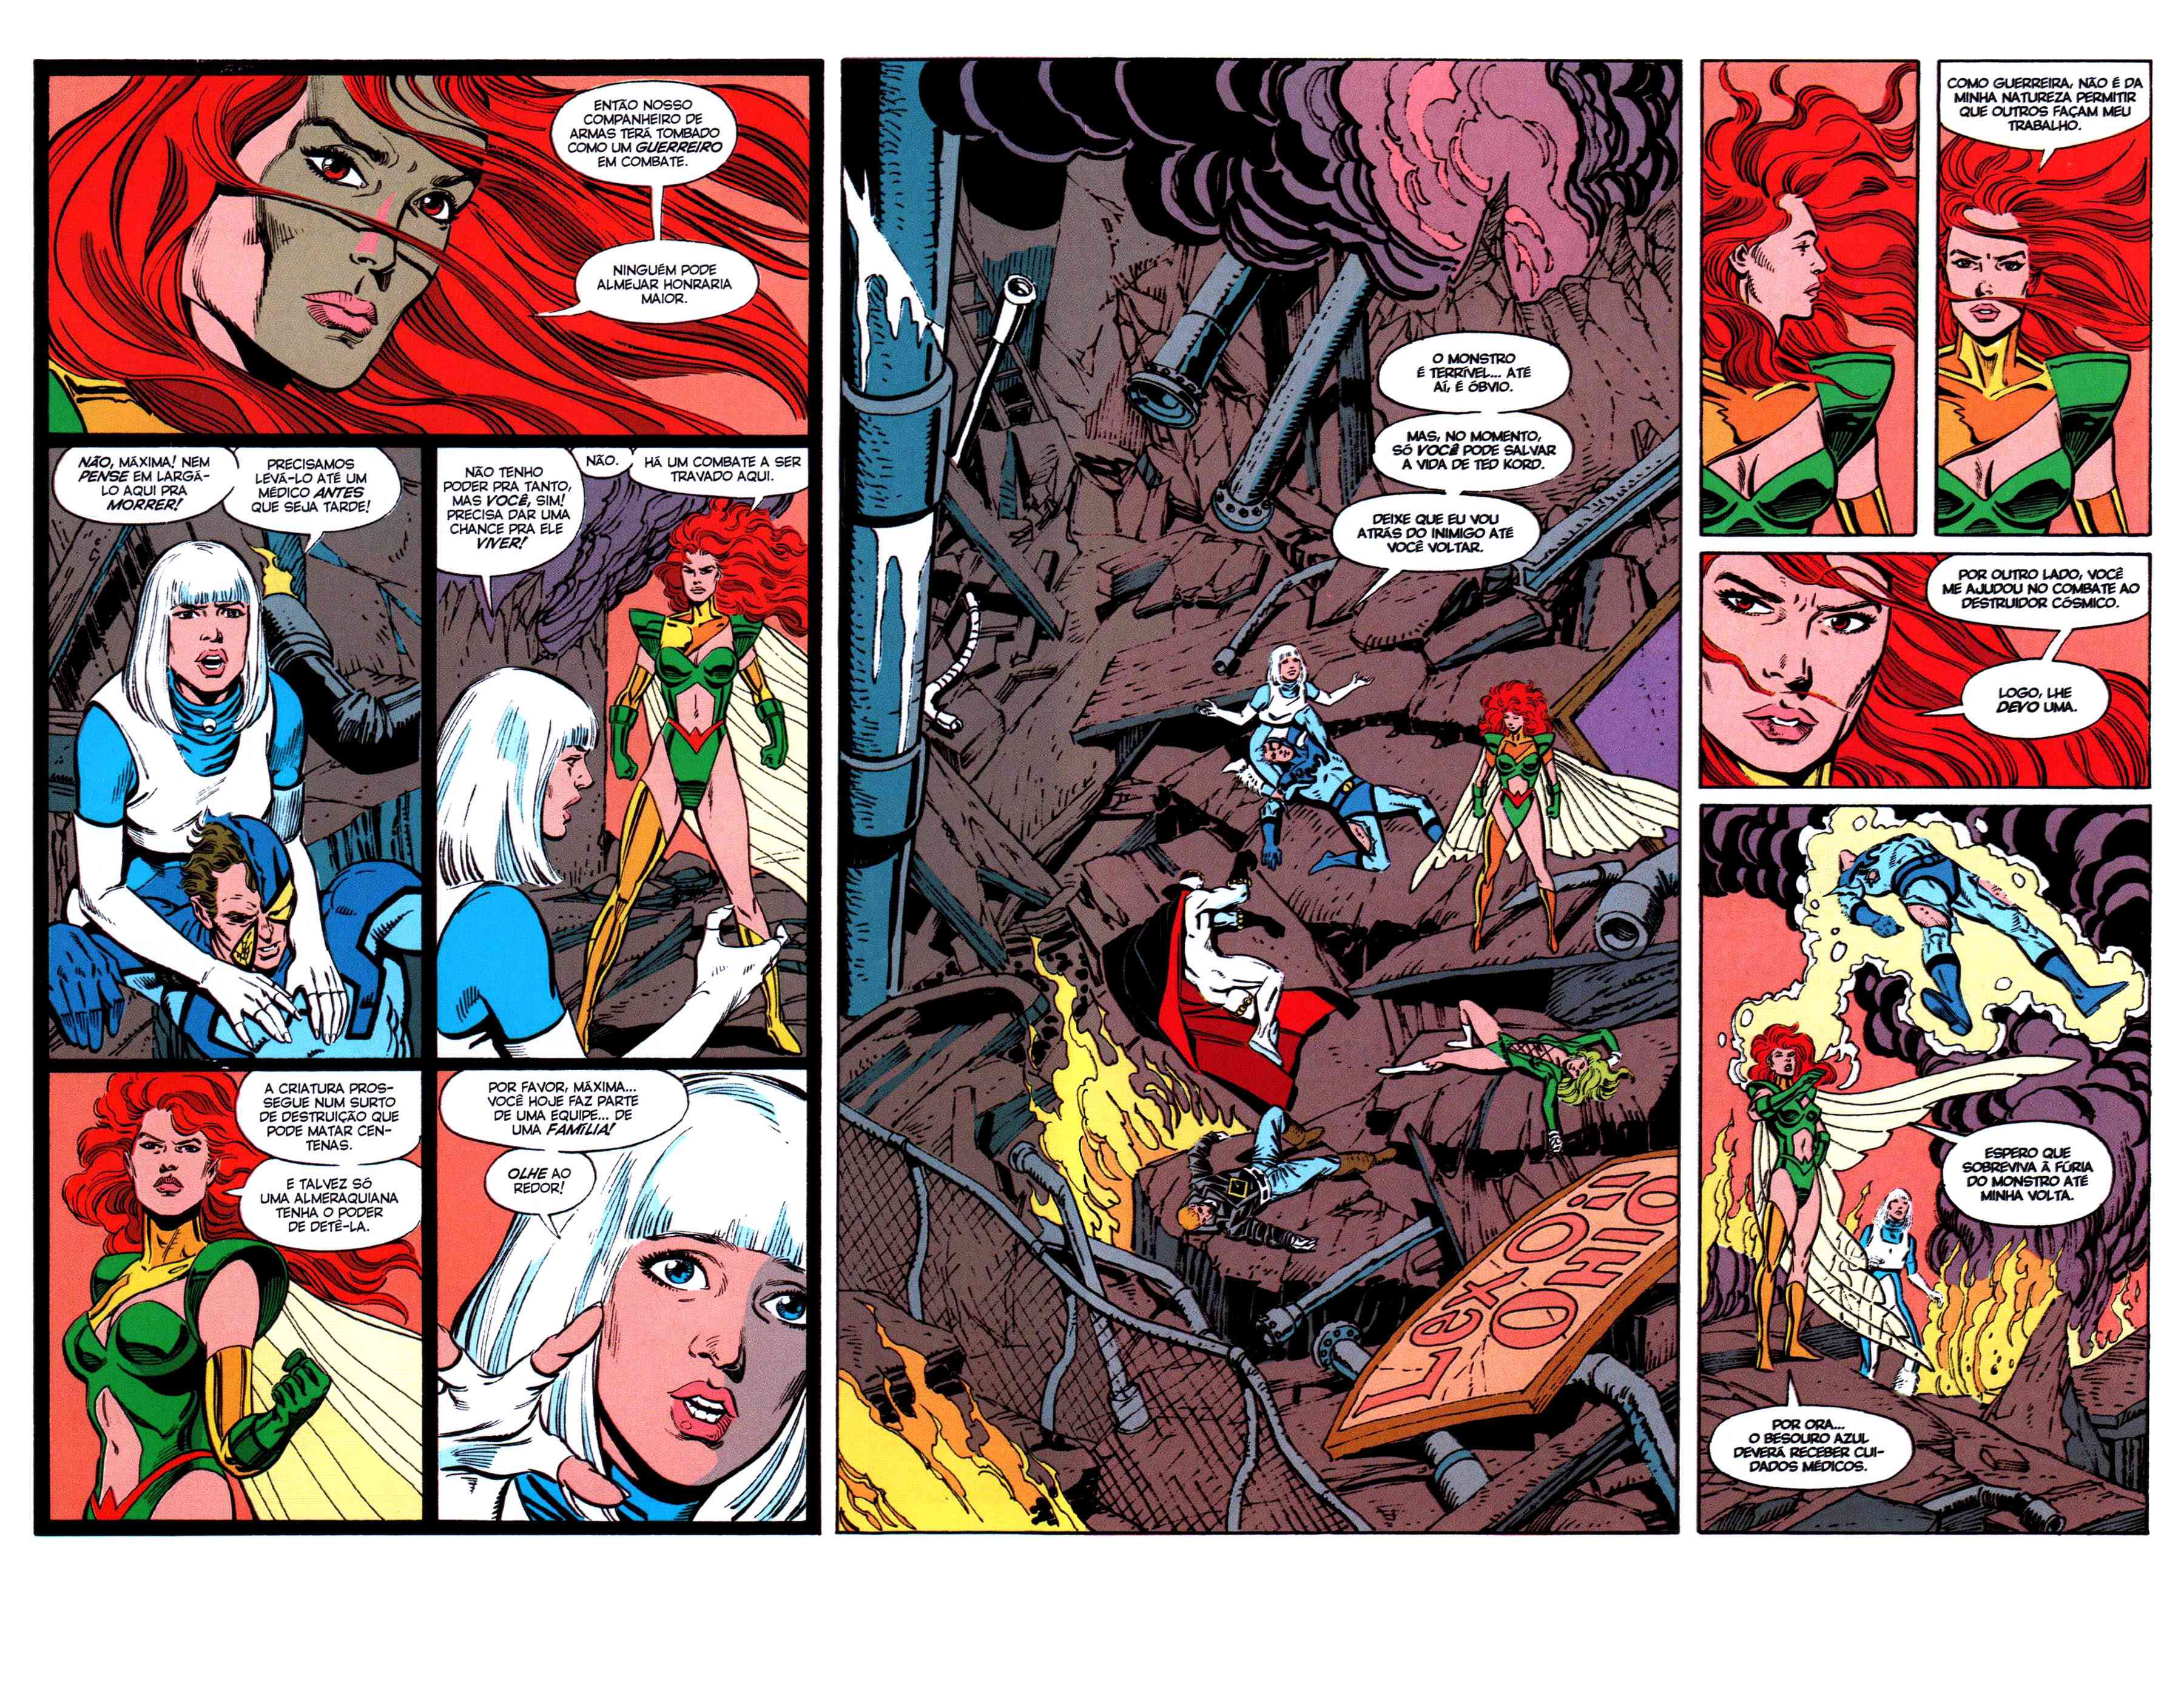 ENTÃO NOSSO
COMPANHEIRO DE
ARMAS TERÁ TOMBADO
COMO UM GUERREIRO
EM COMBATE.
NINGUÉM PODE
ALMEJAR HONRARIA
MAIOR.
NÃO, MÁXIMA! NEM
PENSE EM LARGÁ-
LO AQUI PRA
MORRER!
PRECISAMOS
LEVÁ-LO ATÉ UM
MÉDICO ANTES
QUE SEJA TARDE!
NÃO TENHO
PODER PRA TANTO,
MAS VOCÊ, SIM!
PRECISA DAR UMA
CHANCE PRA ELE
VIVER!
NÃO.
HÁ UM COMBATE A SER
TRAVADO AQUI.
A CRIATURA PROS-
SEGUE NUM SURTO
DE DESTRUIÇÃO QUE
PODE MATAR CEN-
TENAS.
E TALVEZ SÓ
UMA ALMERAQUIANA
TENHA O PODER
DE DETÊ-LA.
POR FAVOR, MÁXIMA...
VOCÊ HOJE FAZ PARTE
DE UMA EQUIPE... DE
UMA FAMÍLIA!
OLHE AO
REDOR!
O MONSTRO
É TERRÍVEL... ATÉ
AÍ, É ÓBVIO.
MAS, NO MOMENTO,
SÓ VOCÊ PODE SALVAR
A VIDA DE TED KORD.
DEIXE QUE EU VOU
ATRÁS DO INIMIGO ATÉ
VOCÊ VOLTAR.
LexOil
OHIO
COMO GUERREIRA, NÃO É DA
MINHA NATUREZA PERMITIR
QUE OUTROS FAÇAM MEU
TRABALHO.
POR OUTRO LADO, VOCÊ
ME AJUDOU NO COMBATE AO
DESTRUIDOR CÓSMICO.
LOGO, LHE
DEVO UMA.
ESPERO QUE
SOBREVIVA À FÚRIA
DO MONSTRO ATÉ
MINHA VOLTA.
POR ORA...
O BESOURO AZUL
DEVERÁ RECEBER CUI-
DADOS MÉDICOS.